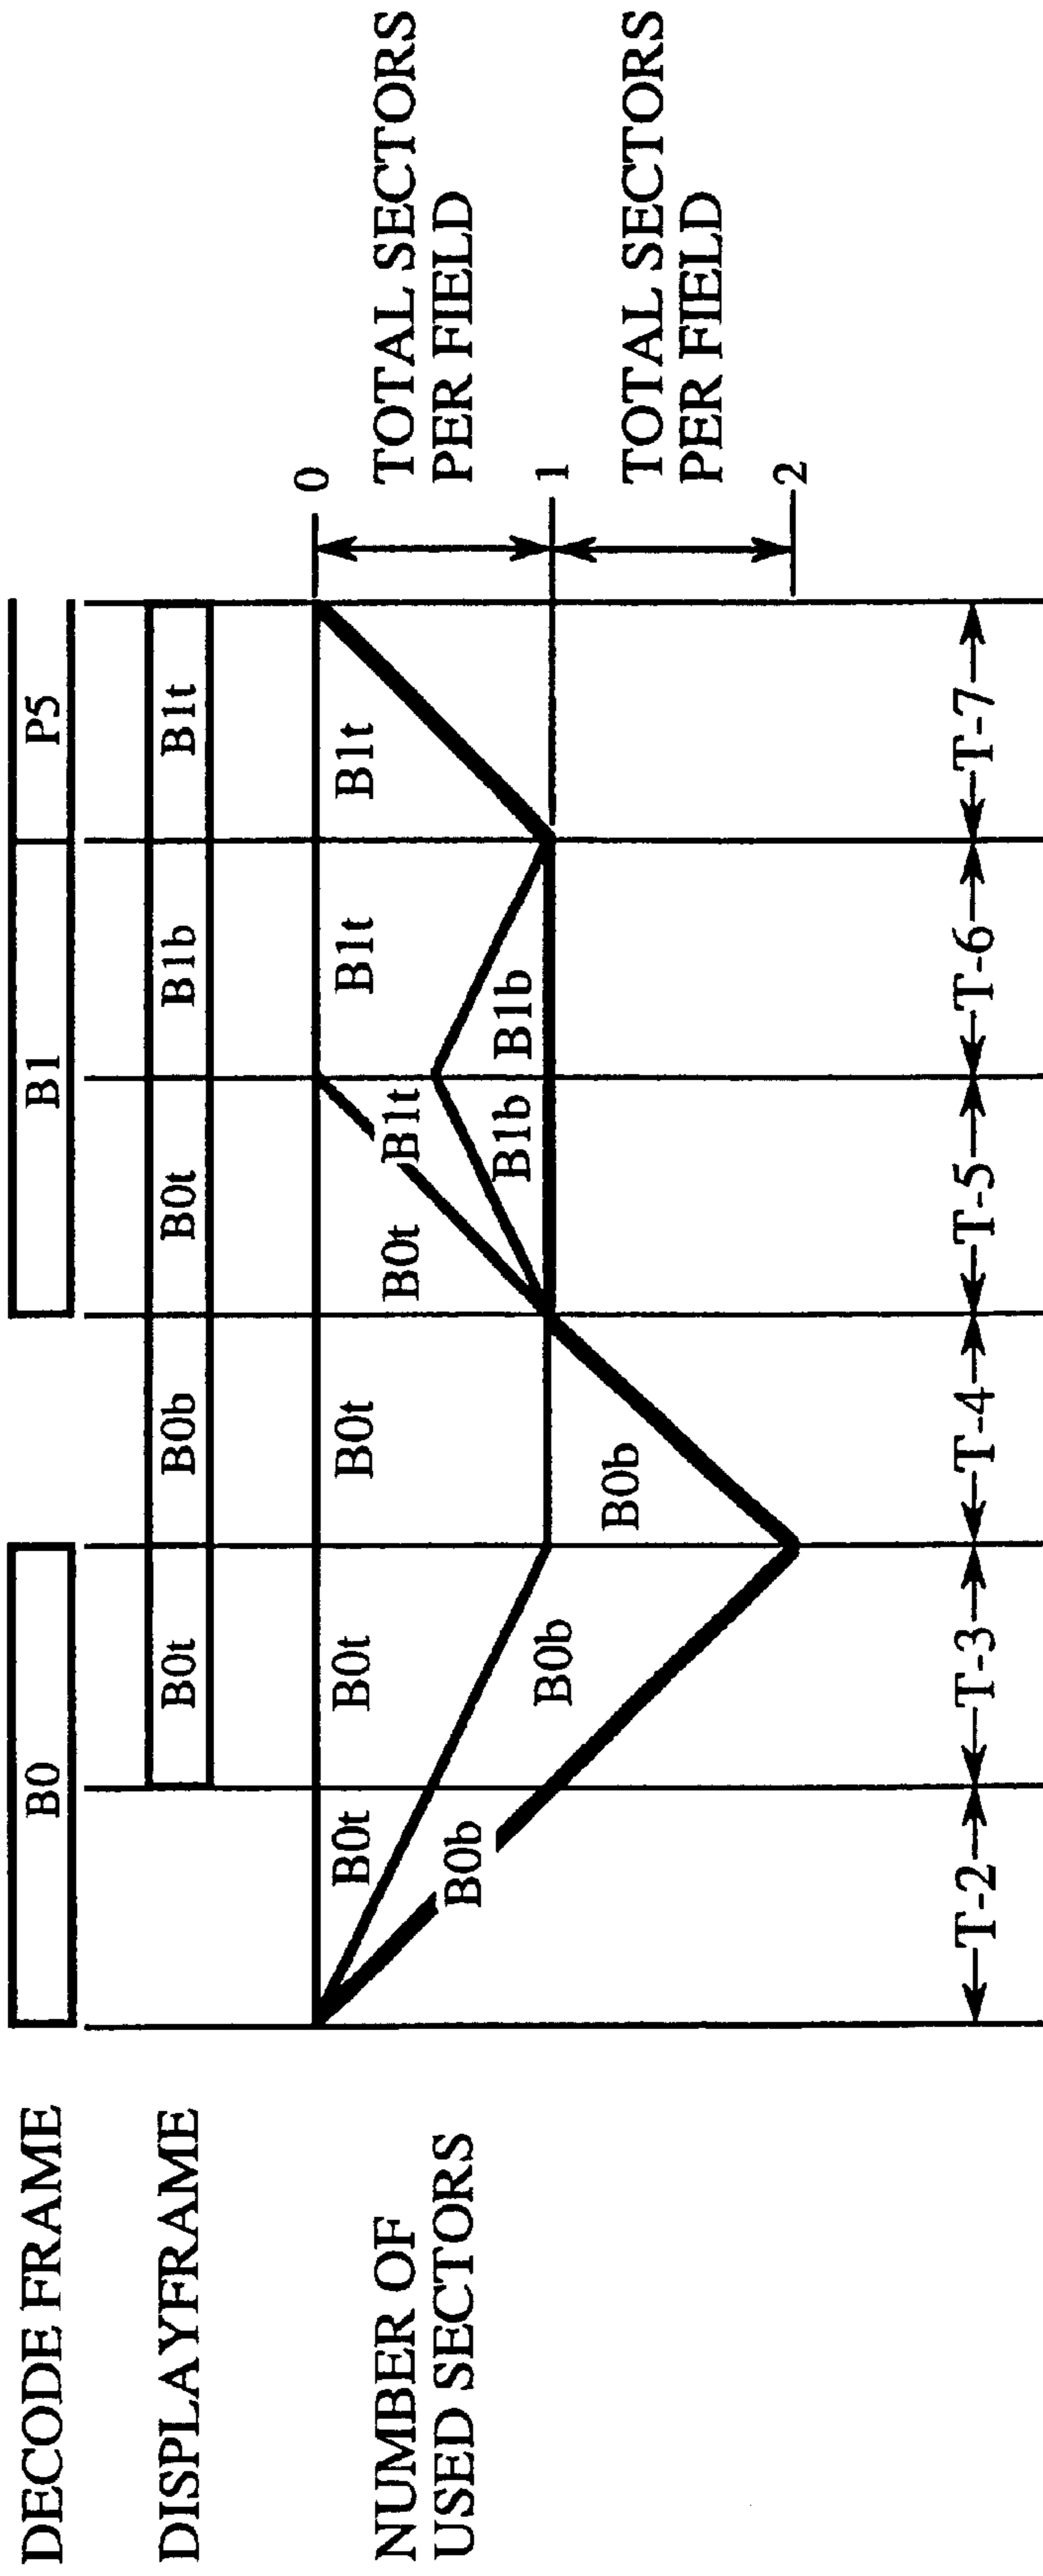 DECODE FRAME
B0
B1
P5
DISPLAYFRAME
B0t
B0b
B0t
B1b
B1t
NUMBER OF
USED SECTORS
B0t
B0b
B0t
B0b
B0t
B0b
B0t
B1t
B1b
B1t
B1b
B1t
0
TOTAL SECTORS
PER FIELD
1
TOTAL SECTORS
PER FIELD
2
T-2
T-3
T-4
T-5
T-6
T-7